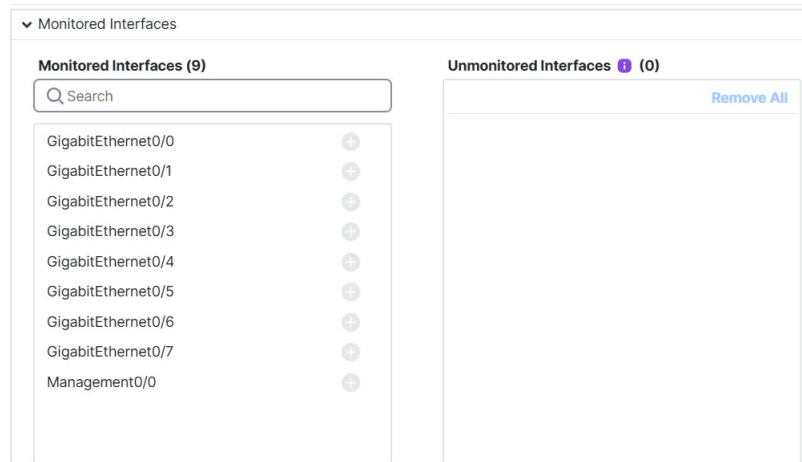 Monitored Interfaces
Monitored Interfaces (9)
Search
GigabitEthernet0/0
GigabitEthernet0/1
GigabitEthernet0/2
GigabitEthernet0/3
GigabitEthernet0/4
GigabitEthernet0/5
GigabitEthernet0/6
GigabitEthernet0/7
Management0/0
Unmonitored Interfaces i (0)
Remove All